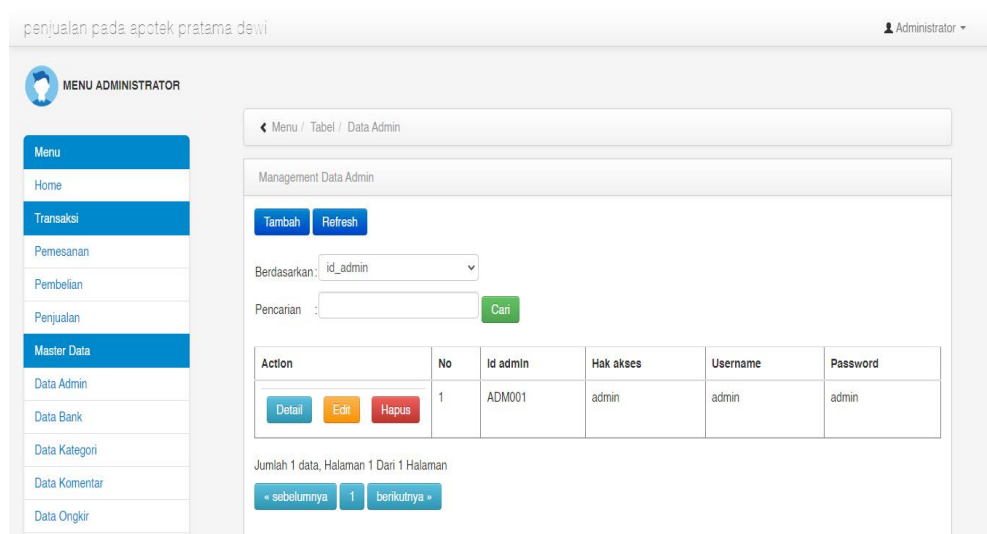 penjualan pada apotek pratama dewi
Administrator
MENU ADMINISTRATOR
Menu
Home
Transaksi
Pemesanan
Pembelian
Penjualan
Master Data
Data Admin
Data Bank
Data Kategori
Data Komentar
Data Ongkir
Menu / Tabel / Data Admin
Management Data Admin
Tambah Refresh
Berdasarkan : id_admin
Pencarian : Cari
Action No Id admin Hak akses Username Password
Detail Edit Hapus 1 ADM001 admin admin admin
Jumlah 1 data, Halaman 1 Dari 1 Halaman
« sebelumnya 1 berikutnya »